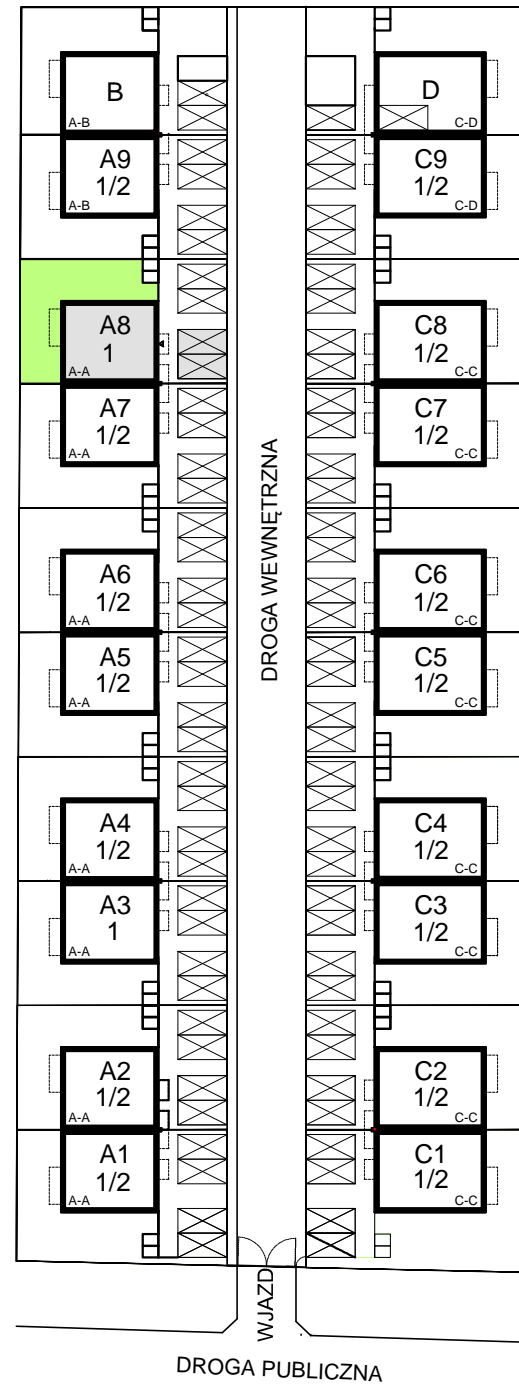 B
A-B
D
C-D
A9
1/2
A-B
C9
1/2
C-D
A8
1
A-A
C8
1/2
C-C
A7
1/2
A-A
C7
1/2
C-C
DROGA WEWNĘTRZNA
A6
1/2
A-A
C6
1/2
C-C
A5
1/2
A-A
C5
1/2
C-C
A4
1/2
A-A
C4
1/2
C-C
A3
1
A-A
C3
1/2
C-C
A2
1/2
A-A
C2
1/2
C-C
A1
1/2
A-A
C1
1/2
C-C
WJAZD
DROGA PUBLICZNA